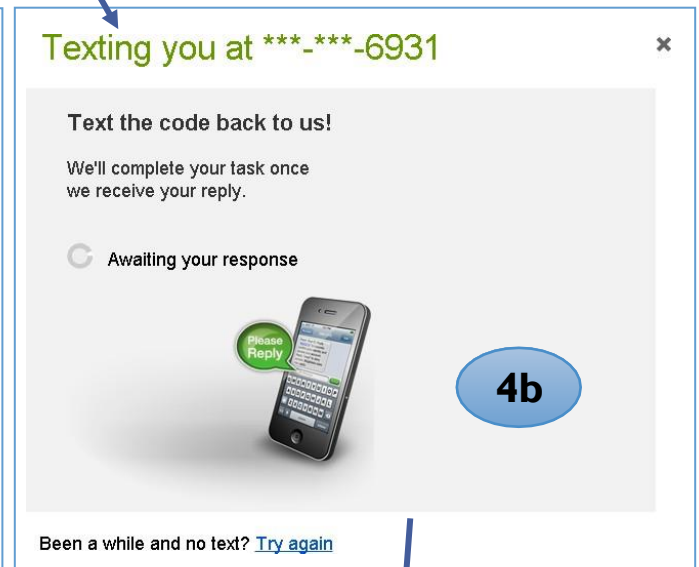 Texting you at ***-***-6931
Text the code back to us!
We'll complete your task once
we receive your reply.
Awaiting your response
Please
Reply
4b
Been a while and no text? Try again